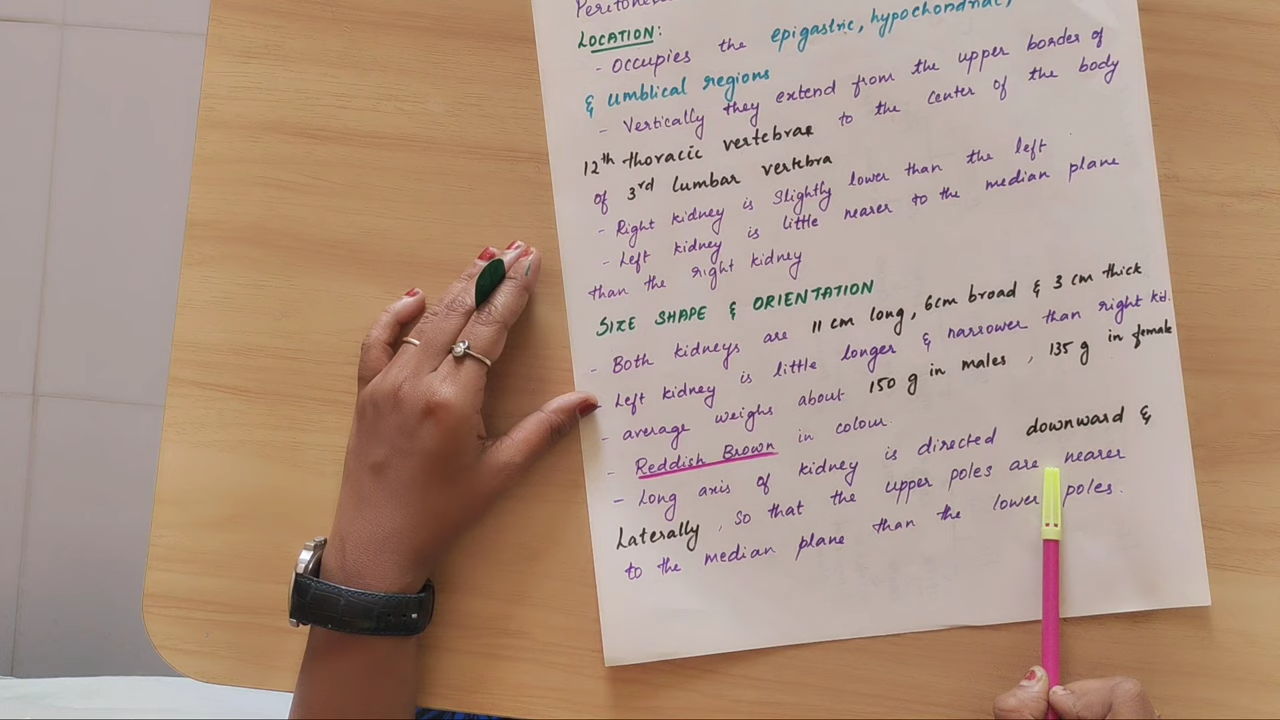 Peritone
LOCATION:
- Occupies the epigastric, hypochondriac,
& umblical regions
- Vertically they extend from the upper border of
12th thoracic vertebrae to the center of the body
of 3rd lumbar vertebra
- Right kidney is slightly lower than the left
- Left kidney is little nearer to the median plane
than the right kidney
SIZE SHAPE & ORIENTATION
- Both kidneys are 11 cm long, 6cm broad & 3 cm thick
- Left kidney is little longer & narrower than right kd.
- average weighs about 150 g in males, 135 g in female
- Reddish Brown in colour.
- Long axis of kidney is directed downward &
Laterally, so that the upper poles are nearer
to the median plane than the lower poles.